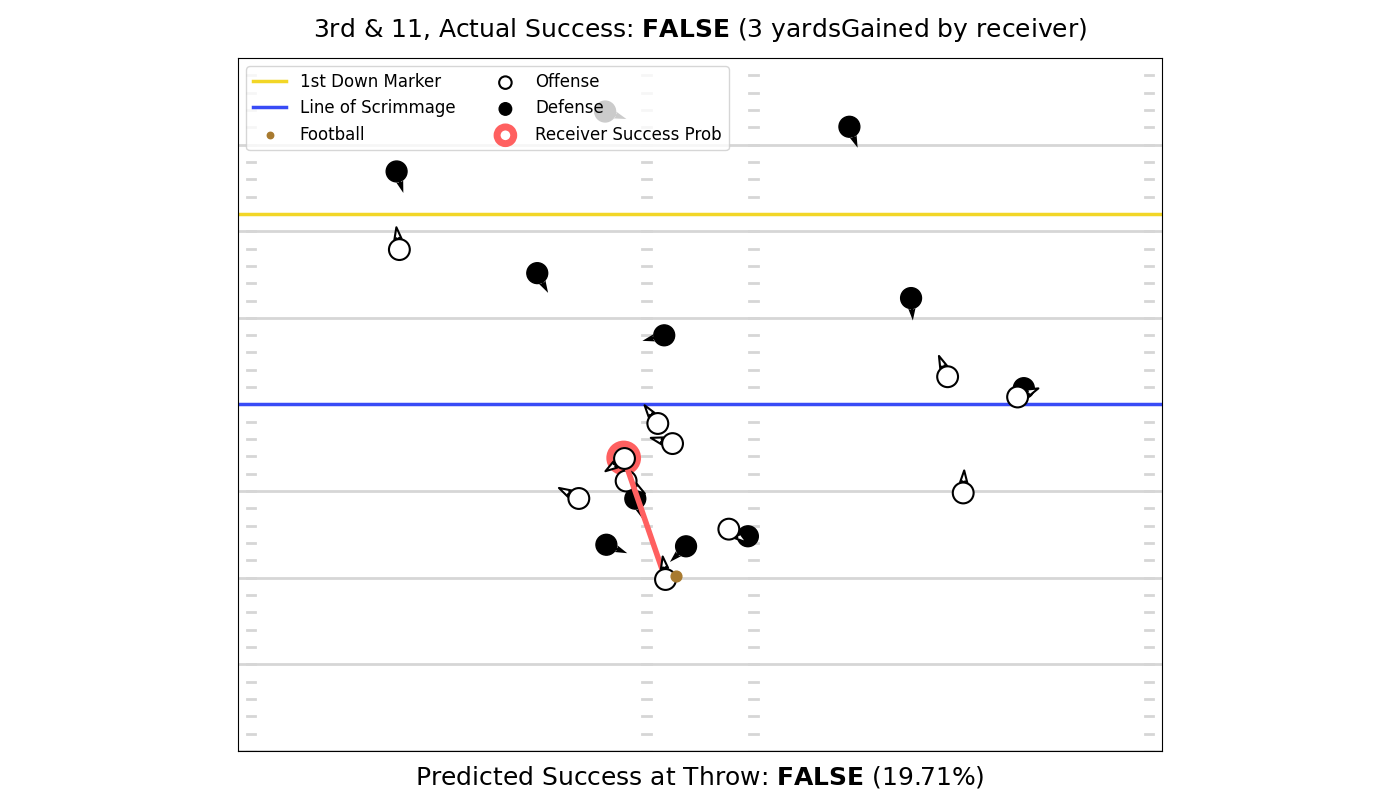 3rd & 11, Actual Success: FALSE (3 yardsGained by receiver)
1st Down Marker
Line of Scrimmage
Football
Offense
Defense
Receiver Success Prob
Predicted Success at Throw: FALSE (19.71%)